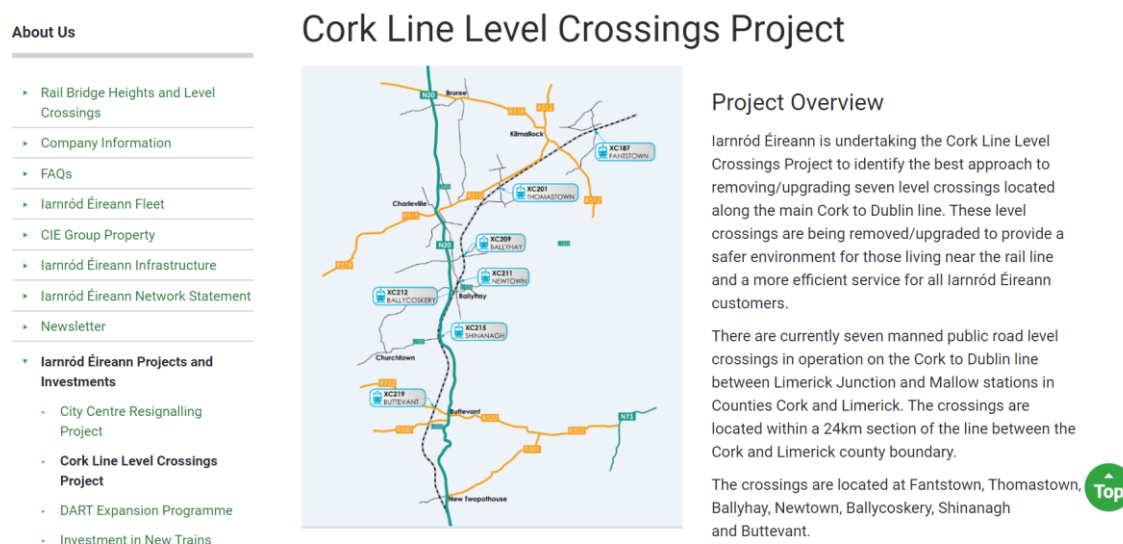 About Us
Rail Bridge Heights and Level
Crossings
Company Information
FAQs
Iarnród Éireann Fleet
CIE Group Property
Iarnród Éireann Infrastructure
Iarnród Éireann Network Statement
Newsletter
Iarnród Éireann Projects and
Investments
City Centre Resignalling
Project
Cork Line Level Crossings
Project
DART Expansion Programme
Investment in New Trains
Cork Line Level Crossings Project
N20
Bruree
Kilmallock
XC187
FANTSTOWN
XC201
THOMASTOWN
Charleville
N20
XC209
BALLYHAY
XC211
NEWTOWN
XC212
BALLYCOSKERY
Ballyhay
XC215
SHINANAGH
Churchtown
XC219
BUTTEVANT
Buttevant
N73
New Twopothouse
Project Overview
Iarnród Éireann is undertaking the Cork Line Level
Crossings Project to identify the best approach to
removing/upgrading seven level crossings located
along the main Cork to Dublin line. These level
crossings are being removed/upgraded to provide a
safer environment for those living near the rail line
and a more efficient service for all Iarnród Éireann
customers.
There are currently seven manned public road level
crossings in operation on the Cork to Dublin line
between Limerick Junction and Mallow stations in
Counties Cork and Limerick. The crossings are
located within a 24km section of the line between the
Cork and Limerick county boundary.
The crossings are located at Fantstown, Thomastown,
Ballyhay, Newtown, Ballycoskery, Shinanagh
and Buttevant.
Top